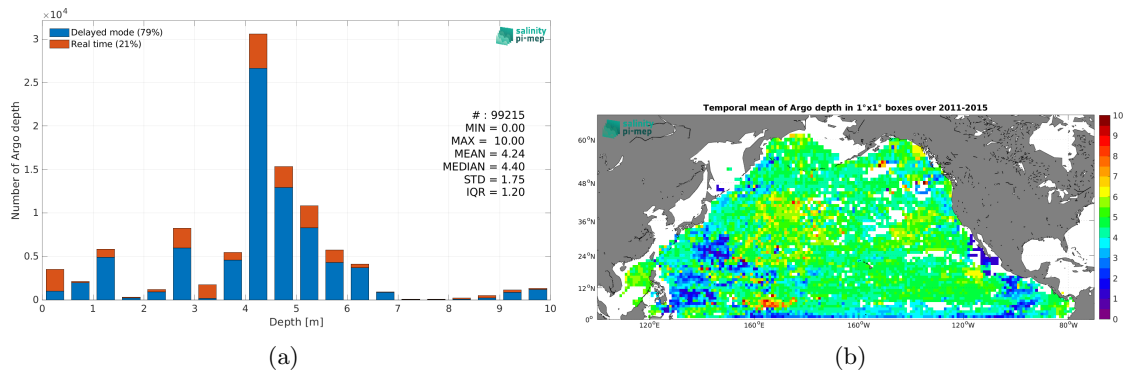 ×10⁴
Delayed mode (79%)
Real time (21%)
salinity
pi-mep
3
2.5
2
1.5
1
0.5
0
Number of Argo depth
# : 99215
MIN = 0.00
MAX = 10.00
MEAN = 4.24
MEDIAN = 4.40
STD = 1.75
IQR = 1.20
0 1 2 3 4 5 6 7 8 9 10
Depth [m]
(a)
Temporal mean of Argo depth in 1°x1° boxes over 2011-2015
salinity
pi-mep
60°N
48°N
36°N
24°N
12°N
0°
120°E 160°E 160°W 120°W 80°W
10
9
8
7
6
5
4
3
2
1
0
(b)